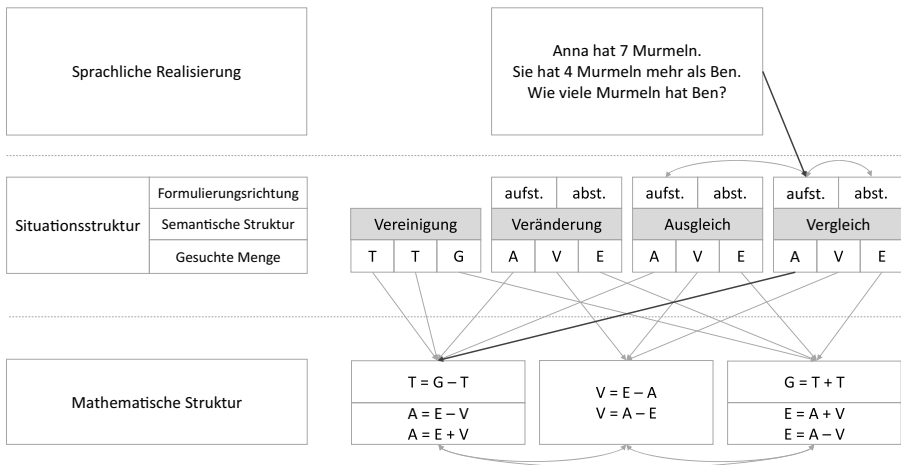 Sprachliche Realisierung
Anna hat 7 Murmeln.
Sie hat 4 Murmeln mehr als Ben.
Wie viele Murmeln hat Ben?
Situationsstruktur
Formulierungsrichtung
Semantische Struktur
Gesuchte Menge
aufst. abst. aufst. abst. aufst. abst.
Vereinigung Veränderung Ausgleich Vergleich
T T G A V E A V E A V E
Mathematische Struktur
T = G – T
A = E – V
A = E + V
V = E – A
V = A – E
G = T + T
E = A + V
E = A – V